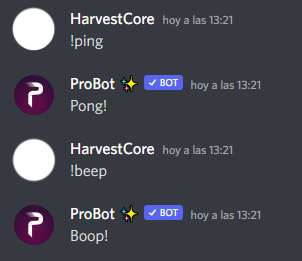 HarvestCore hoy a las 13:21
!ping
ProBot ✨ ✓ BOT hoy a las 13:21
Pong!
HarvestCore hoy a las 13:21
!beep
ProBot ✨ ✓ BOT hoy a las 13:21
Boop!